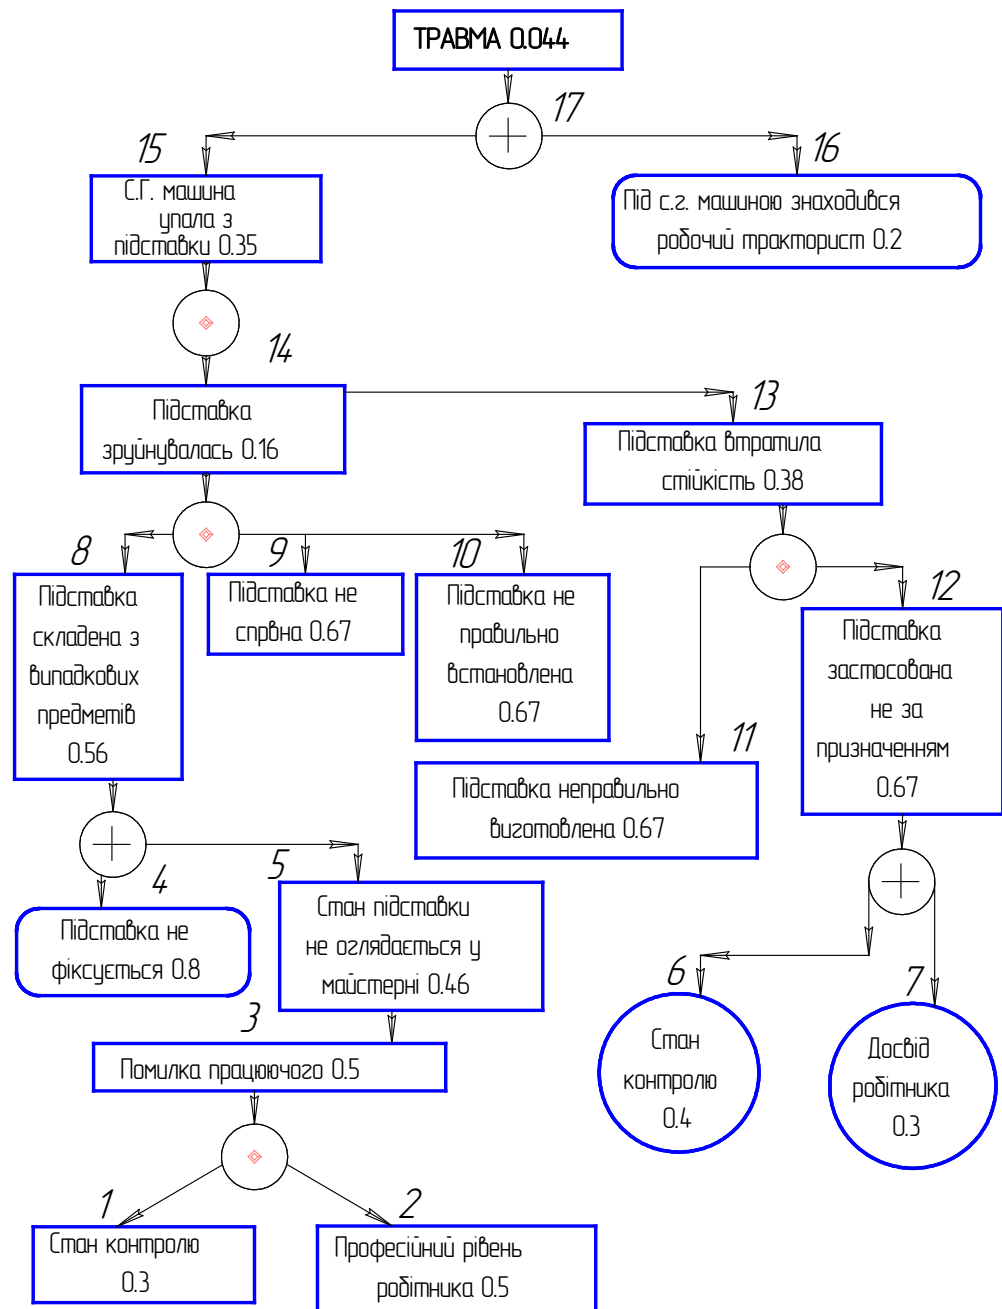 ТРАВМА 0.044
17
15
16
С.Г. машина
упала з
підставки 0.35
Під с.г. машиною знаходився
робочий тракторист 0.2
14
13
Підставка
зруйнувалась 0.16
Підставка втратила
стійкість 0.38
8
9
10
12
Підставка
складена з
випадкових
предметів
0.56
Підставка не
спрвна 0.67
Підставка не
правильно
встановлена
0.67
Підставка
застосована
не за
призначенням
0.67
11
Підставка неправильно
виготовлена 0.67
4
5
Підставка не
фіксується 0.8
Стан підставки
не оглядається у
майстерні 0.46
6
7
Стан
контролю
0.4
Досвід
робітника
0.3
3
Помилка працюючого 0.5
1
2
Стан контролю
0.3
Професійний рівень
робітника 0.5